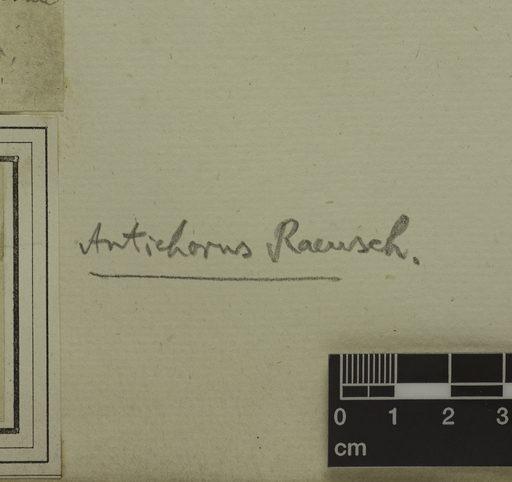 Antichorus Raeusch.
0 1 2 3
cm